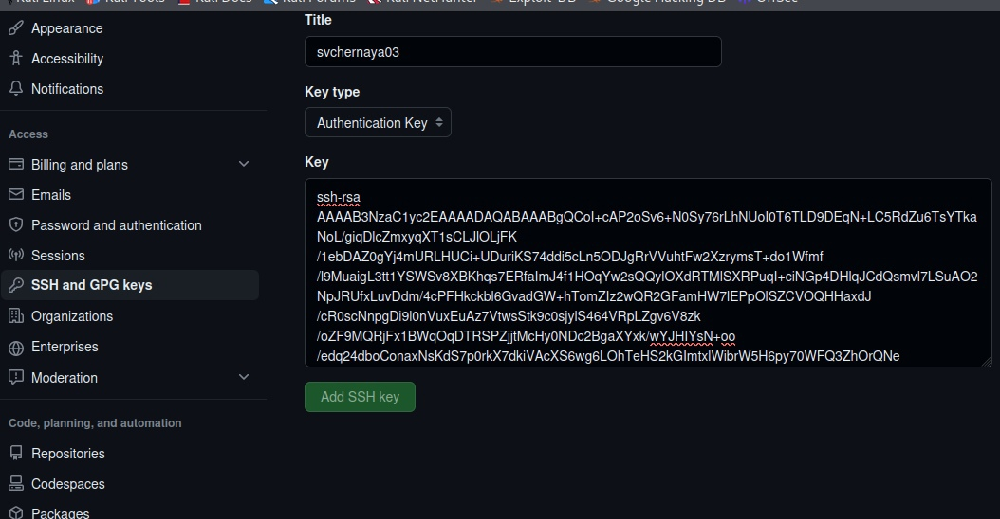 Kali Linux Kali Tools Kali Docs Kali Forums Kali NetHunter Exploit-DB Google Hacking DB OffSec
Appearance
Accessibility
Notifications
Access
Billing and plans
Emails
Password and authentication
Sessions
SSH and GPG keys
Organizations
Enterprises
Moderation
Code, planning, and automation
Repositories
Codespaces
Packages
Title
svchernaya03
Key type
Authentication Key
Key
ssh-rsa
AAAAB3NzaC1yc2EAAAADAQABAAABgQCoI+cAP2oSv6+N0Sy76rLhNUoI0T6TLD9DEqN+LC5RdZu6TsYTka
NoL/giqDlcZmxyqXT1sCLJlOLjFK
/1ebDAZ0gYj4mURLHUCi+UDuriKS74ddi5cLn5ODJgRrVVuhtFw2XzrymsT+do1Wfmf
/l9MuaigL3tt1YSWSv8XBKhqs7ERfaImJ4f1HOqYw2sQQylOXdRTMlSXRPuqI+ciNGp4DHlqJCdQsmvl7LSuAO2
NpJRUfxLuvDdm/4cPFHkckbl6GvadGW+hTomZIz2wQR2GFamHW7lEPpOlSZCVOQHHaxdJ
/cR0scNnpgDi9l0nVuxEuAz7VtwsStk9c0sjylS464VRpLZgv6V8zk
/oZF9MQRjFx1BWqOqDTRSPZjjtMcHy0NDc2BgaXYxk/wYJHIYsN+oo
/edq24dboConaxNsKdS7p0rkX7dkiVAcXS6wg6LOhTeHS2kGImtxlWibrW5H6py70WFQ3ZhOrQNe
Add SSH key